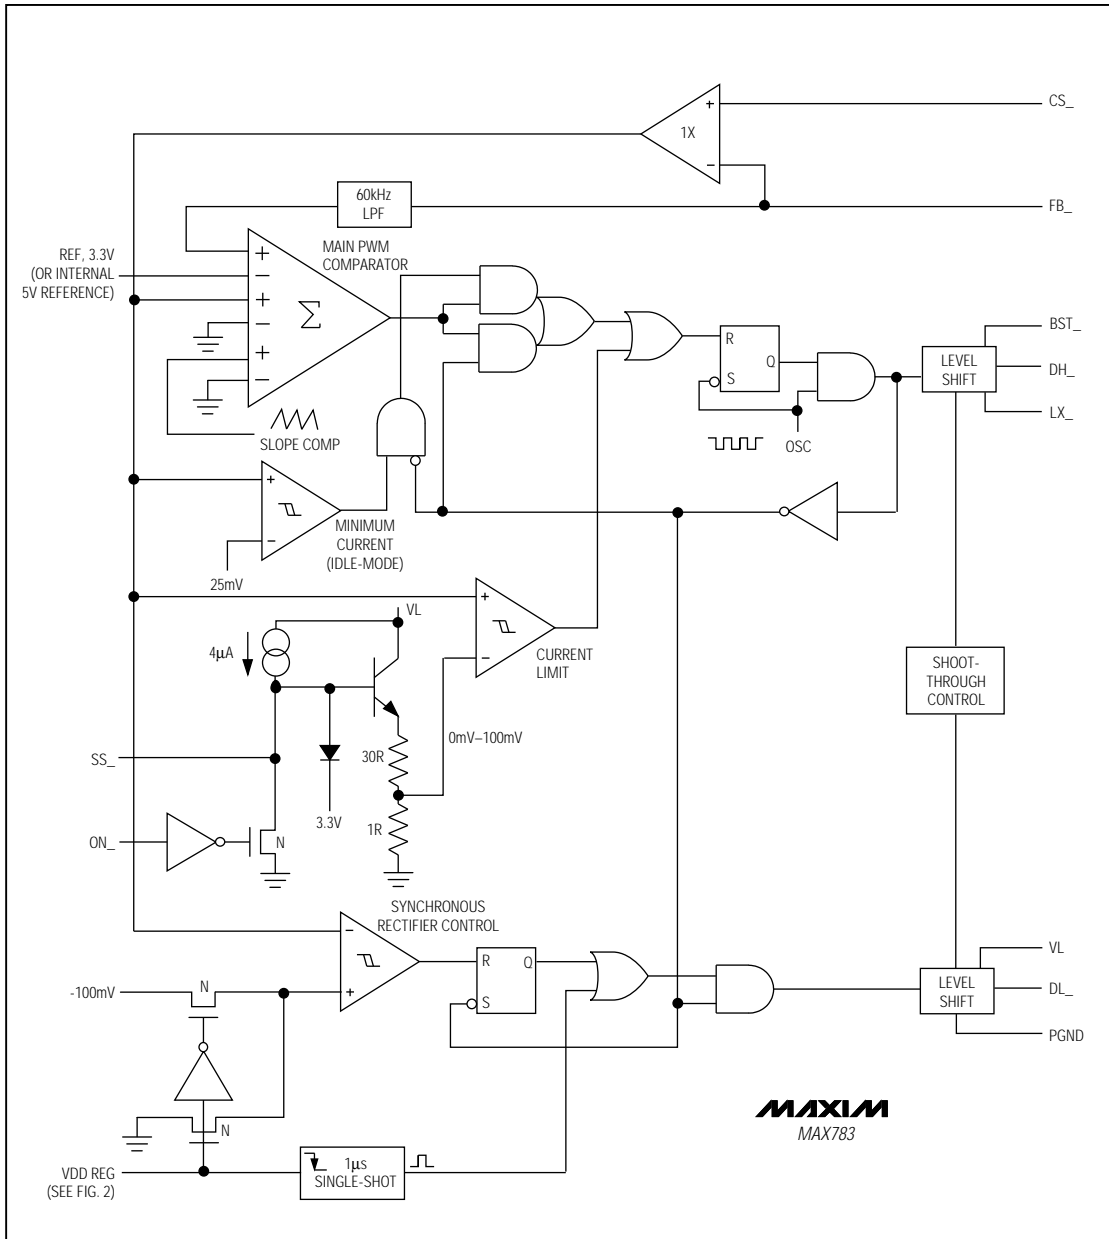 CS_
+
1X
−
60kHz
LPF
FB_
REF, 3.3V
(OR INTERNAL
5V REFERENCE)
MAIN PWM
COMPARATOR
+
−
+
−
+
−
Σ
SLOPE COMP
R
Q
S
OSC
LEVEL
SHIFT
BST_
DH_
LX_
+
−
25mV
MINIMUM
CURRENT
(IDLE-MODE)
+
−
CURRENT
LIMIT
VL
4µA
0mV–100mV
30R
1R
3.3V
SS_
ON_
N
SHOOT-
THROUGH
CONTROL
SYNCHRONOUS
RECTIFIER CONTROL
−
+
R
Q
S
-100mV
N
N
LEVEL
SHIFT
VL
DL_
PGND
VDD REG
(SEE FIG. 2)
1µs
SINGLE-SHOT
MAXIM
MAX783